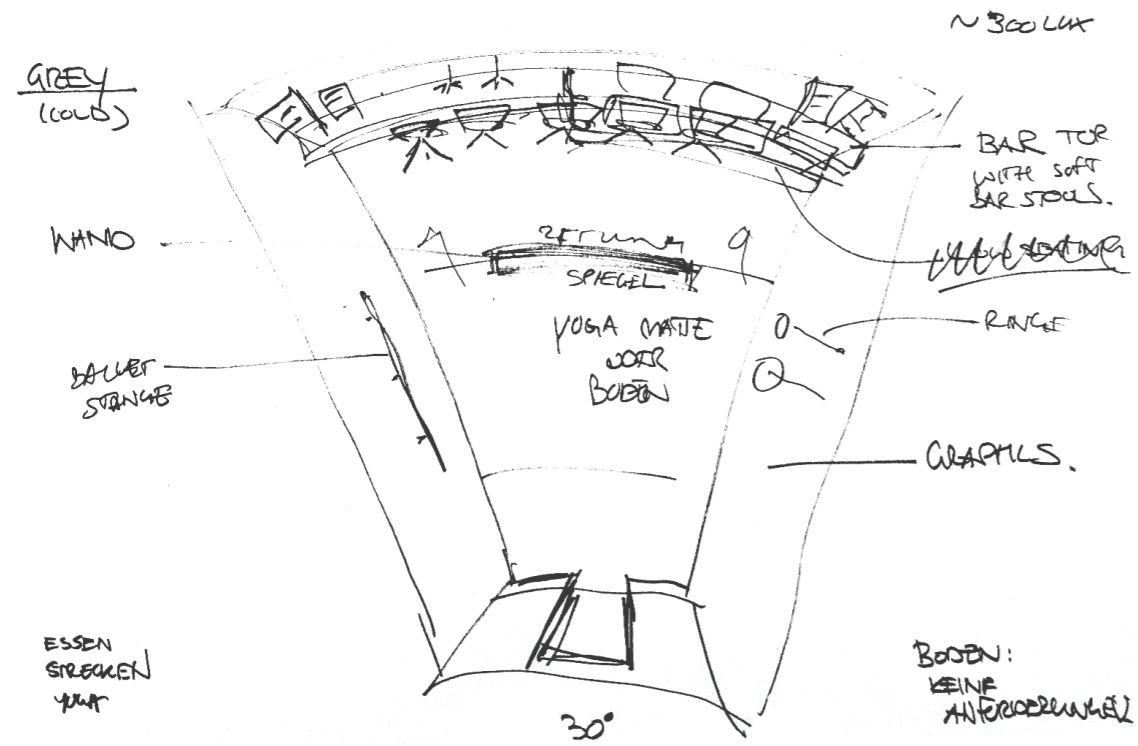 ~ 300 LUX
GREY
(COLD)
BAR TOP
WITH SOFT
BAR STOOLS.
WAND
SPIEGEL
RINGE
YOGA MATTE
ODER
BODEN
BALLET
STANGE
GRAPHICS.
ESSEN
STRECKEN
YOGA
BODEN:
KEINE
ANFORDERUNGEN
30°